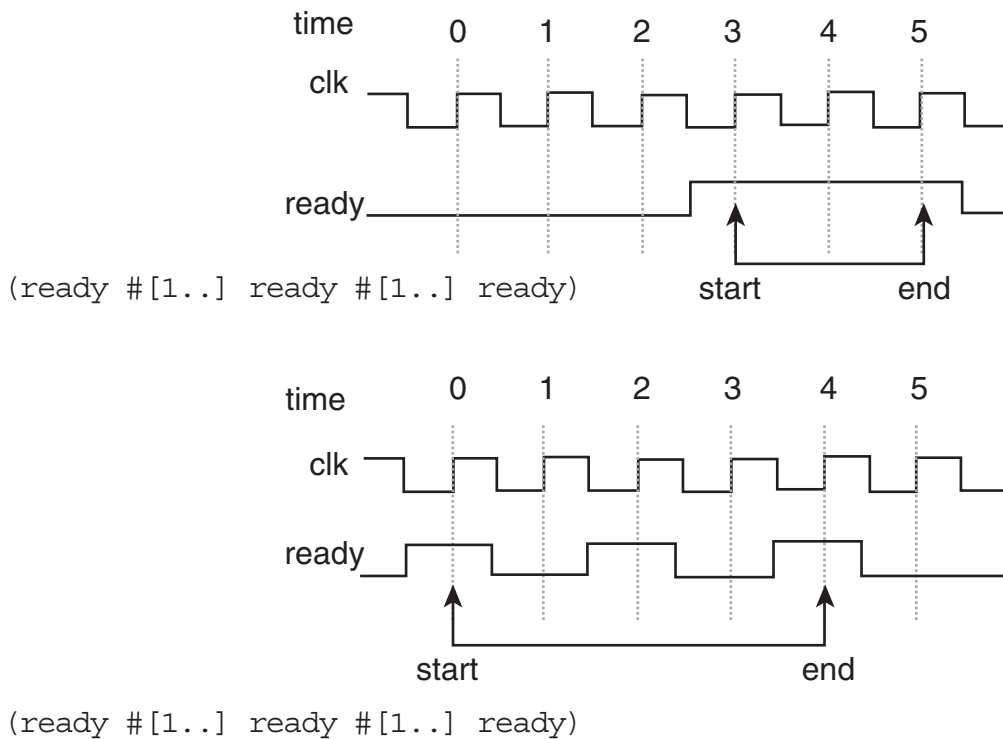 time 0 1 2 3 4 5
clk
ready
(ready #[1..] ready #[1..] ready) start end
time 0 1 2 3 4 5
clk
ready
start end
(ready #[1..] ready #[1..] ready)